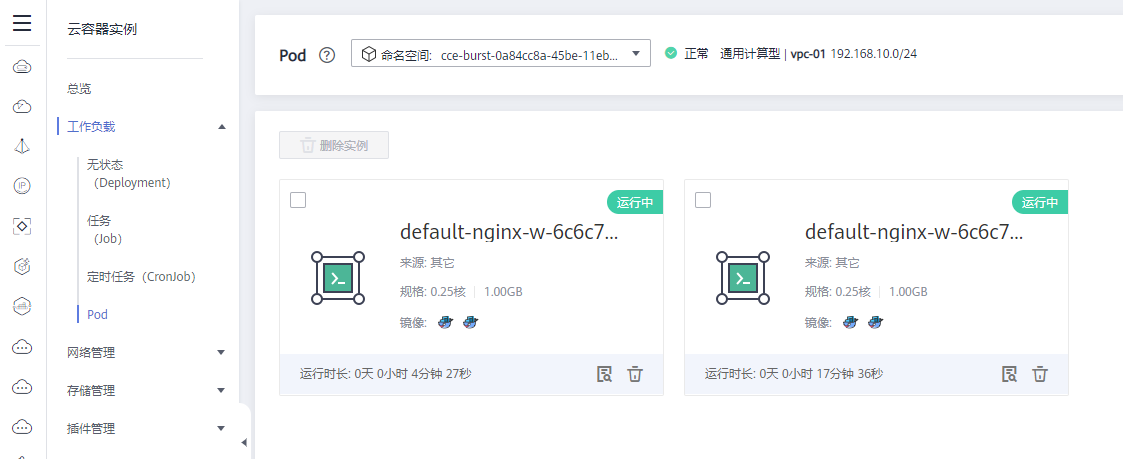 云容器实例
总览
工作负载
无状态
（Deployment）
任务
（Job）
定时任务（CronJob）
Pod
网络管理
存储管理
插件管理
IP
Pod ? 命名空间: cce-burst-0a84cc8a-45be-11eb... 正常 通用计算型 | vpc-01 192.168.10.0/24
删除实例
运行中
default-nginx-w-6c6c7...
来源: 其它
规格: 0.25核 | 1.00GB
镜像:
运行时长: 0天 0小时 4分钟 27秒
运行中
default-nginx-w-6c6c7...
来源: 其它
规格: 0.25核 | 1.00GB
镜像:
运行时长: 0天 0小时 17分钟 36秒